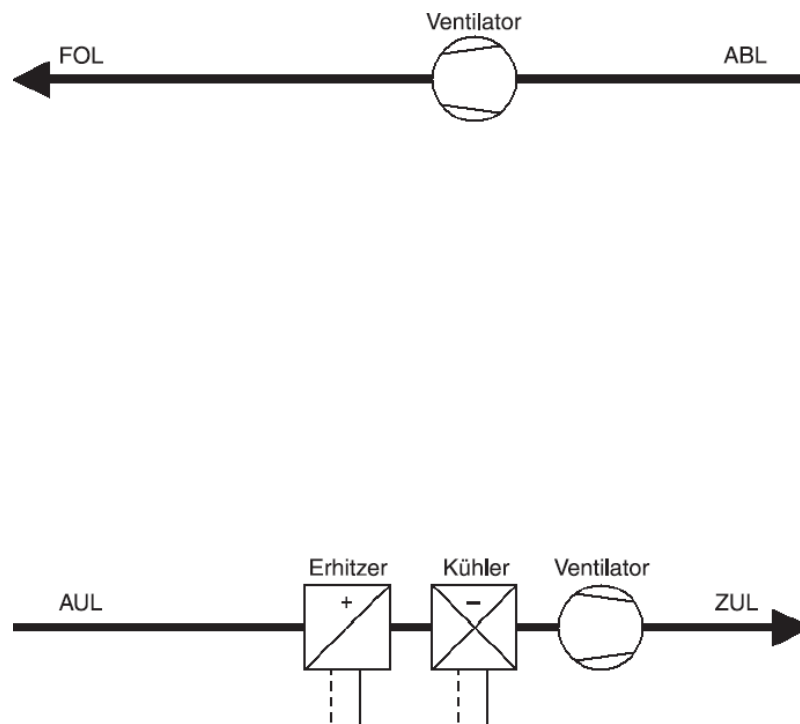 Ventilator
FOL
ABL
Erhitzer
Kühler
Ventilator
AUL
+
–
ZUL